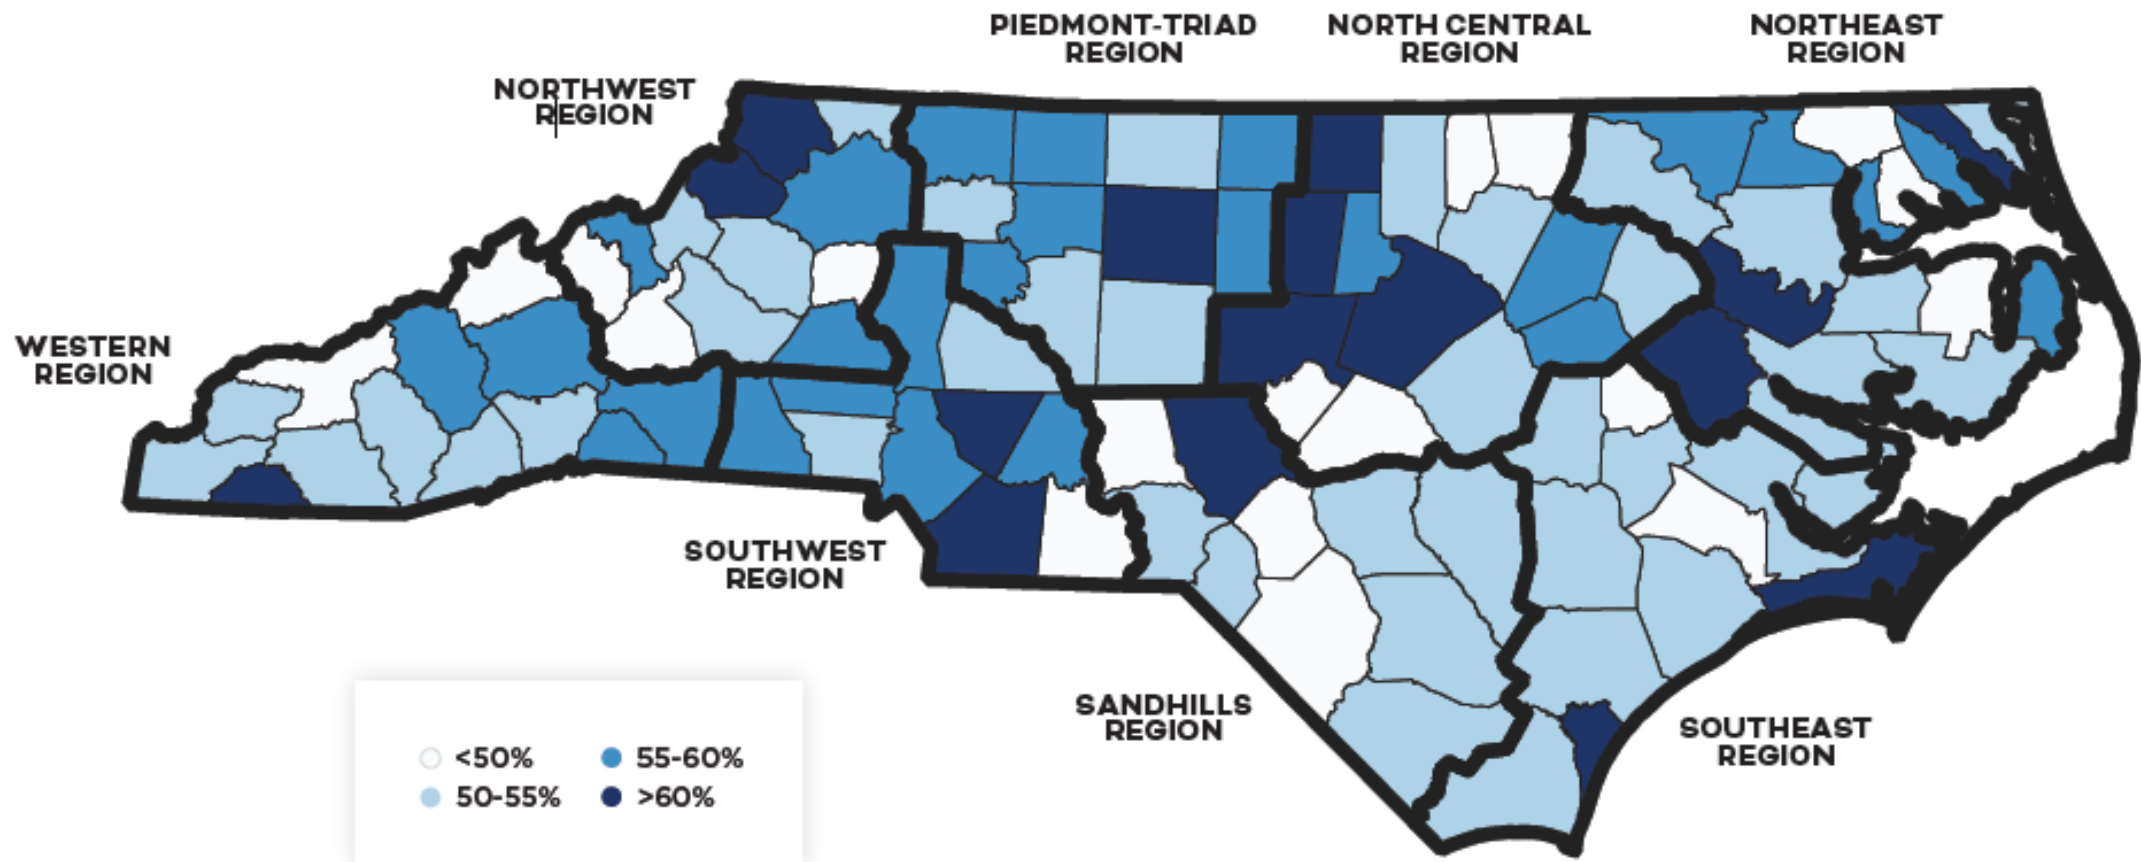 PIEDMONT-TRIAD
REGION
NORTH CENTRAL
REGION
NORTHEAST
REGION
NORTHWEST
REGION
WESTERN
REGION
SOUTHWEST
REGION
SANDHILLS
REGION
SOUTHEAST
REGION
<50%
55-60%
50-55%
>60%